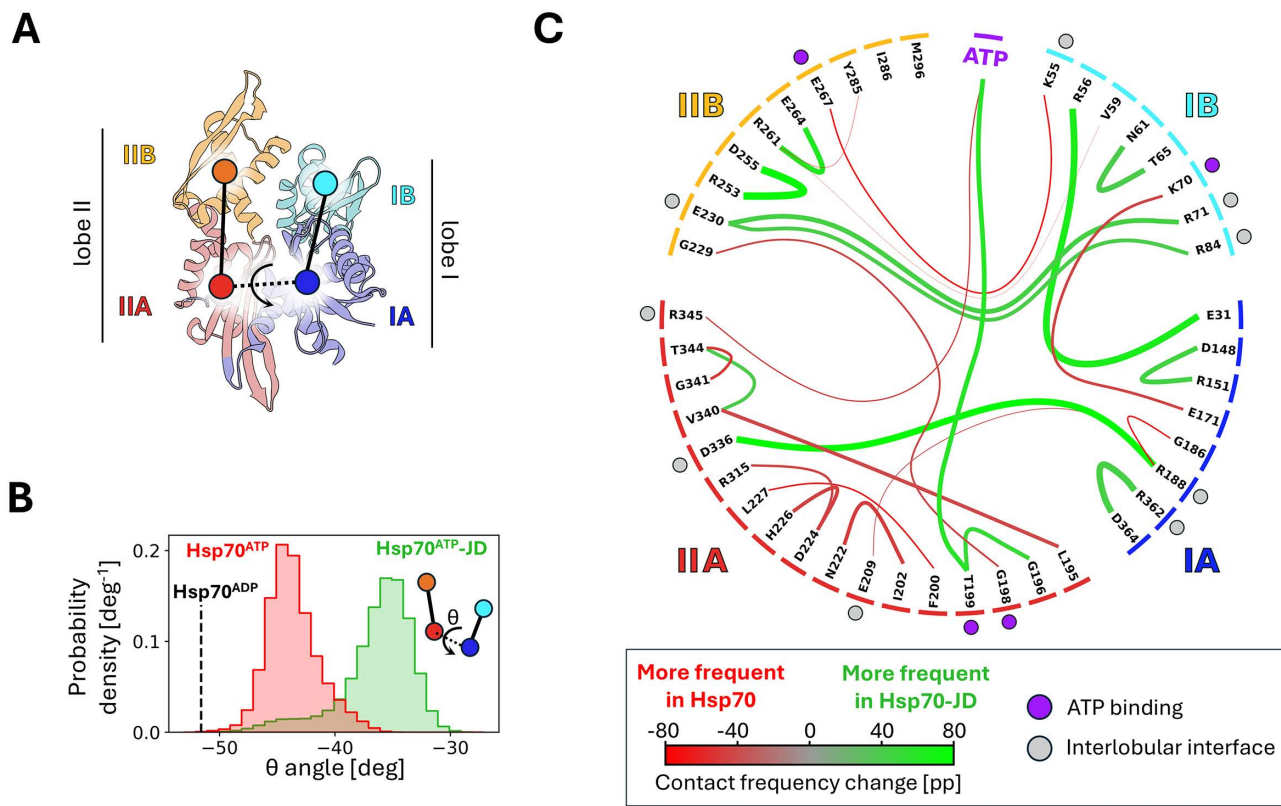 A
IIB
IB
lobe II
lobe I
IIA
IA
B
Hsp70ATP
Hsp70ATP-JD
Hsp70ADP
θ
Probability
density [deg-1]
0.2
0.1
0.0
−50
−40
−30
θ angle [deg]
C
ATP
IB
K55
R56
V59
N61
T65
K70
R71
R84
IA
E31
D148
R151
E171
G186
R188
R362
D364
IIA
L195
G196
G198
T199
F200
I202
E209
N222
D224
H226
L227
R315
D336
V340
G341
T344
R345
IIB
G229
E230
R253
D255
R261
E264
E267
Y285
I286
M296
More frequent
in Hsp70
More frequent
in Hsp70-JD
-80
-40
0
40
80
Contact frequency change [pp]
ATP binding
Interlobular interface